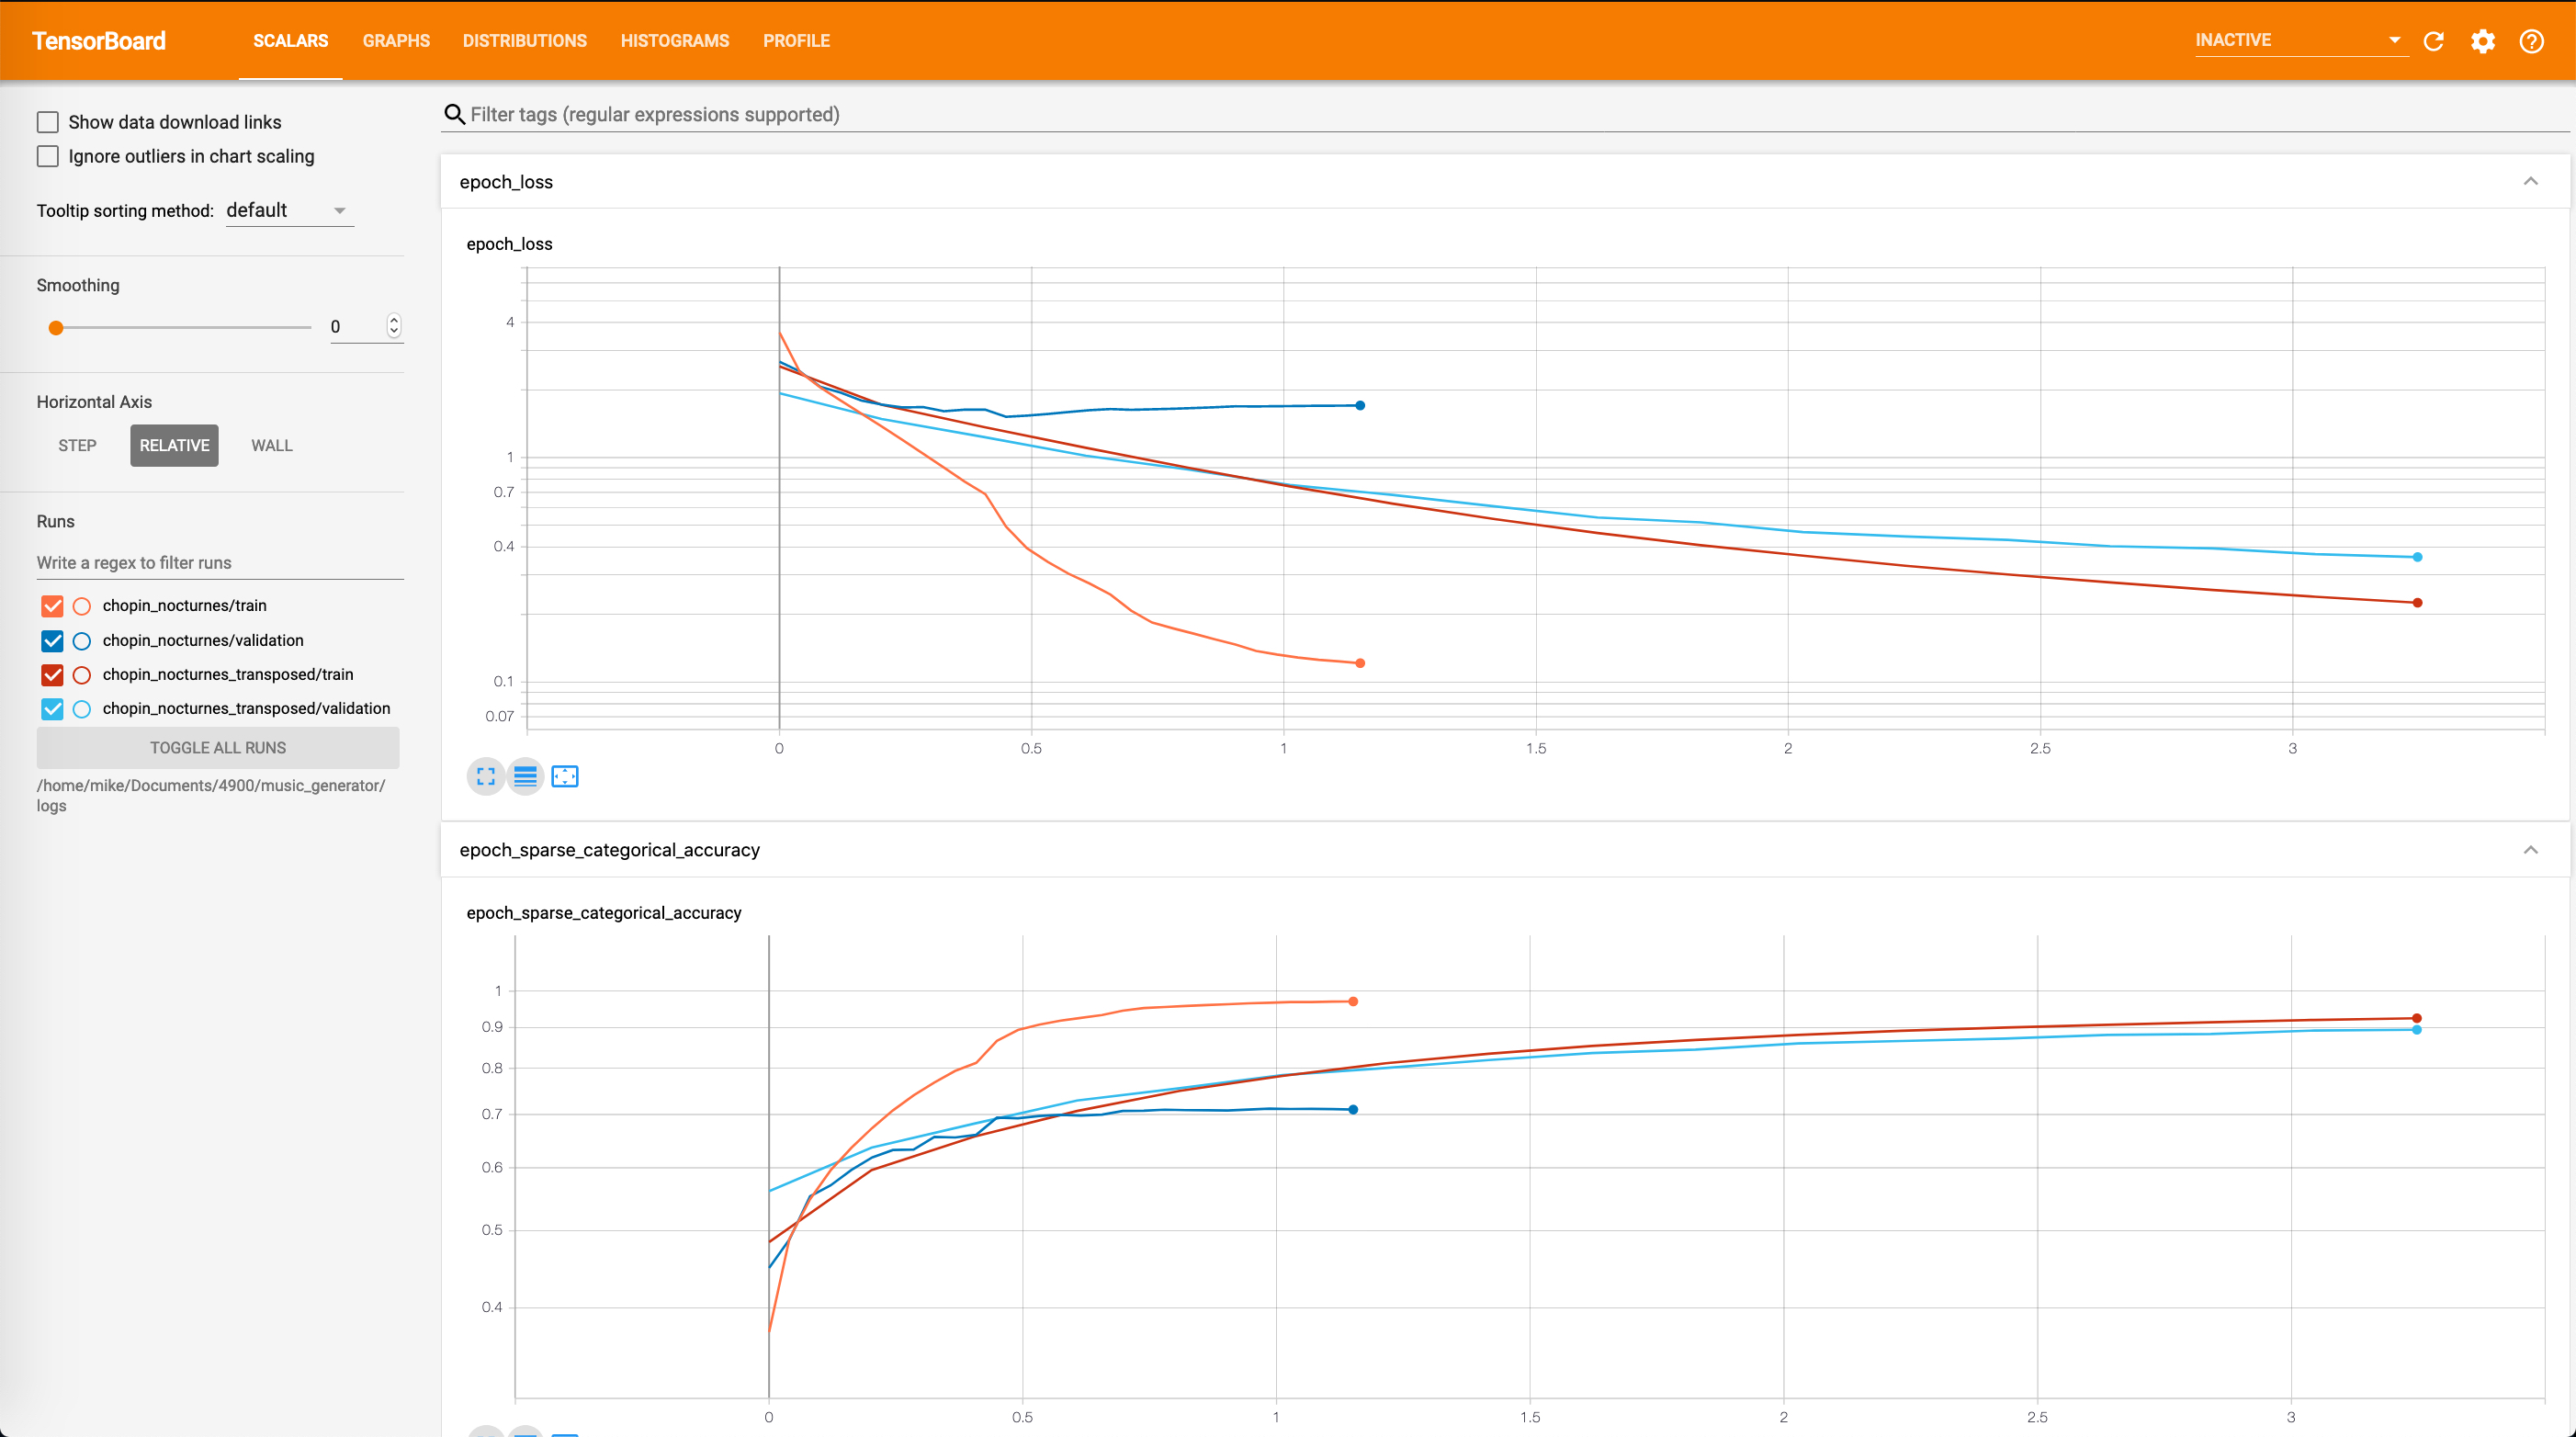 TensorBoard
SCALARS
GRAPHS
DISTRIBUTIONS
HISTOGRAMS
PROFILE
INACTIVE
Show data download links
Ignore outliers in chart scaling
Tooltip sorting method: default
Smoothing
0
Horizontal Axis
STEP
RELATIVE
WALL
Runs
Write a regex to filter runs
chopin_nocturnes/train
chopin_nocturnes/validation
chopin_nocturnes_transposed/train
chopin_nocturnes_transposed/validation
TOGGLE ALL RUNS
/home/mike/Documents/4900/music_generator/
logs
Filter tags (regular expressions supported)
epoch_loss
epoch_loss
4
1
0.7
0.4
0.1
0.07
0 0.5 1 1.5 2 2.5 3
epoch_sparse_categorical_accuracy
epoch_sparse_categorical_accuracy
1
0.9
0.8
0.7
0.6
0.5
0.4
0 0.5 1 1.5 2 2.5 3